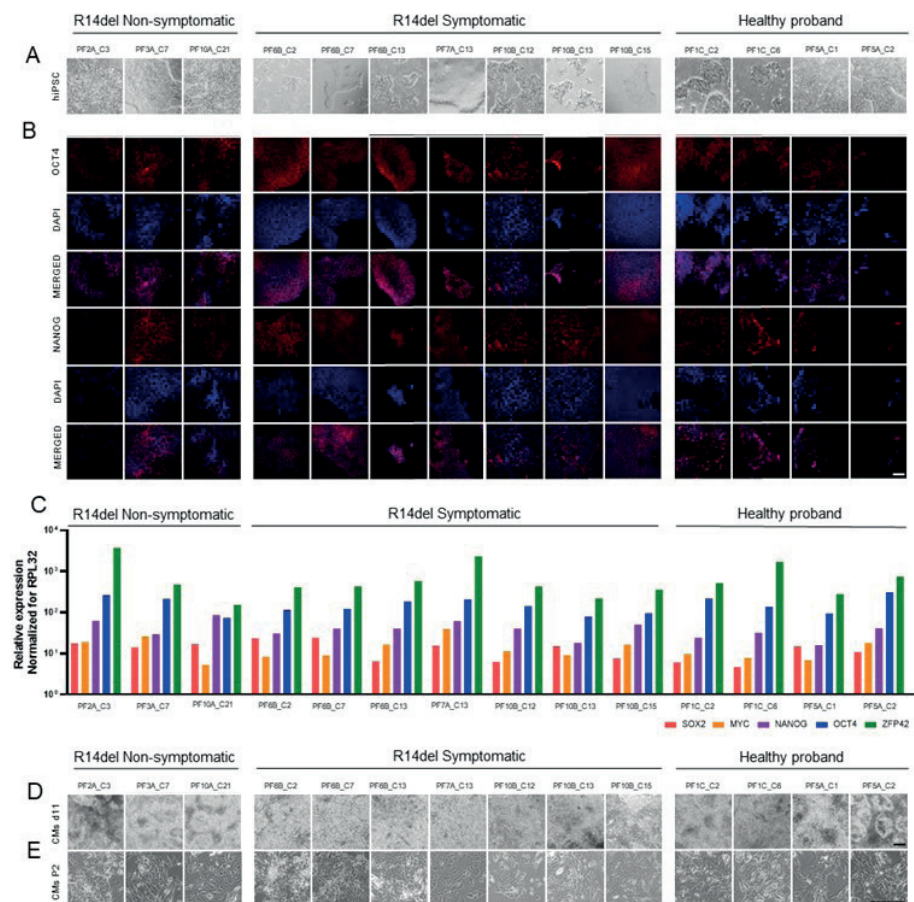 R14del Non-symptomatic R14del Symptomatic Healthy proband
A
PF2A_C3 PF3A_C7 PF10A_C21 PF6B_C2 PF6B_C7 PF6B_C13 PF7A_C13 PF10B_C12 PF10B_C13 PF10B_C15 PF1C_C2 PF1C_C6 PF5A_C1 PF5A_C2
hiPSC
B
OCT4
DAPI
MERGED
NANOG
DAPI
MERGED
C
R14del Non-symptomatic R14del Symptomatic Healthy proband
Relative expression
Normalized for RPL32
10⁴
10³
10²
10¹
10⁰
PF2A_C3 PF3A_C7 PF10A_C21 PF6B_C2 PF6B_C7 PF6B_C13 PF7A_C13 PF10B_C12 PF10B_C13 PF10B_C15 PF1C_C2 PF1C_C6 PF5A_C1 PF5A_C2
SOX2 MYC NANOG OCT4 ZFP42
R14del Non-symptomatic R14del Symptomatic Healthy proband
D
PF2A_C3 PF3A_C7 PF10A_C21 PF6B_C2 PF6B_C7 PF6B_C13 PF7A_C13 PF10B_C12 PF10B_C13 PF10B_C15 PF1C_C2 PF1C_C6 PF5A_C1 PF5A_C2
CMs d11
E
CMs P2